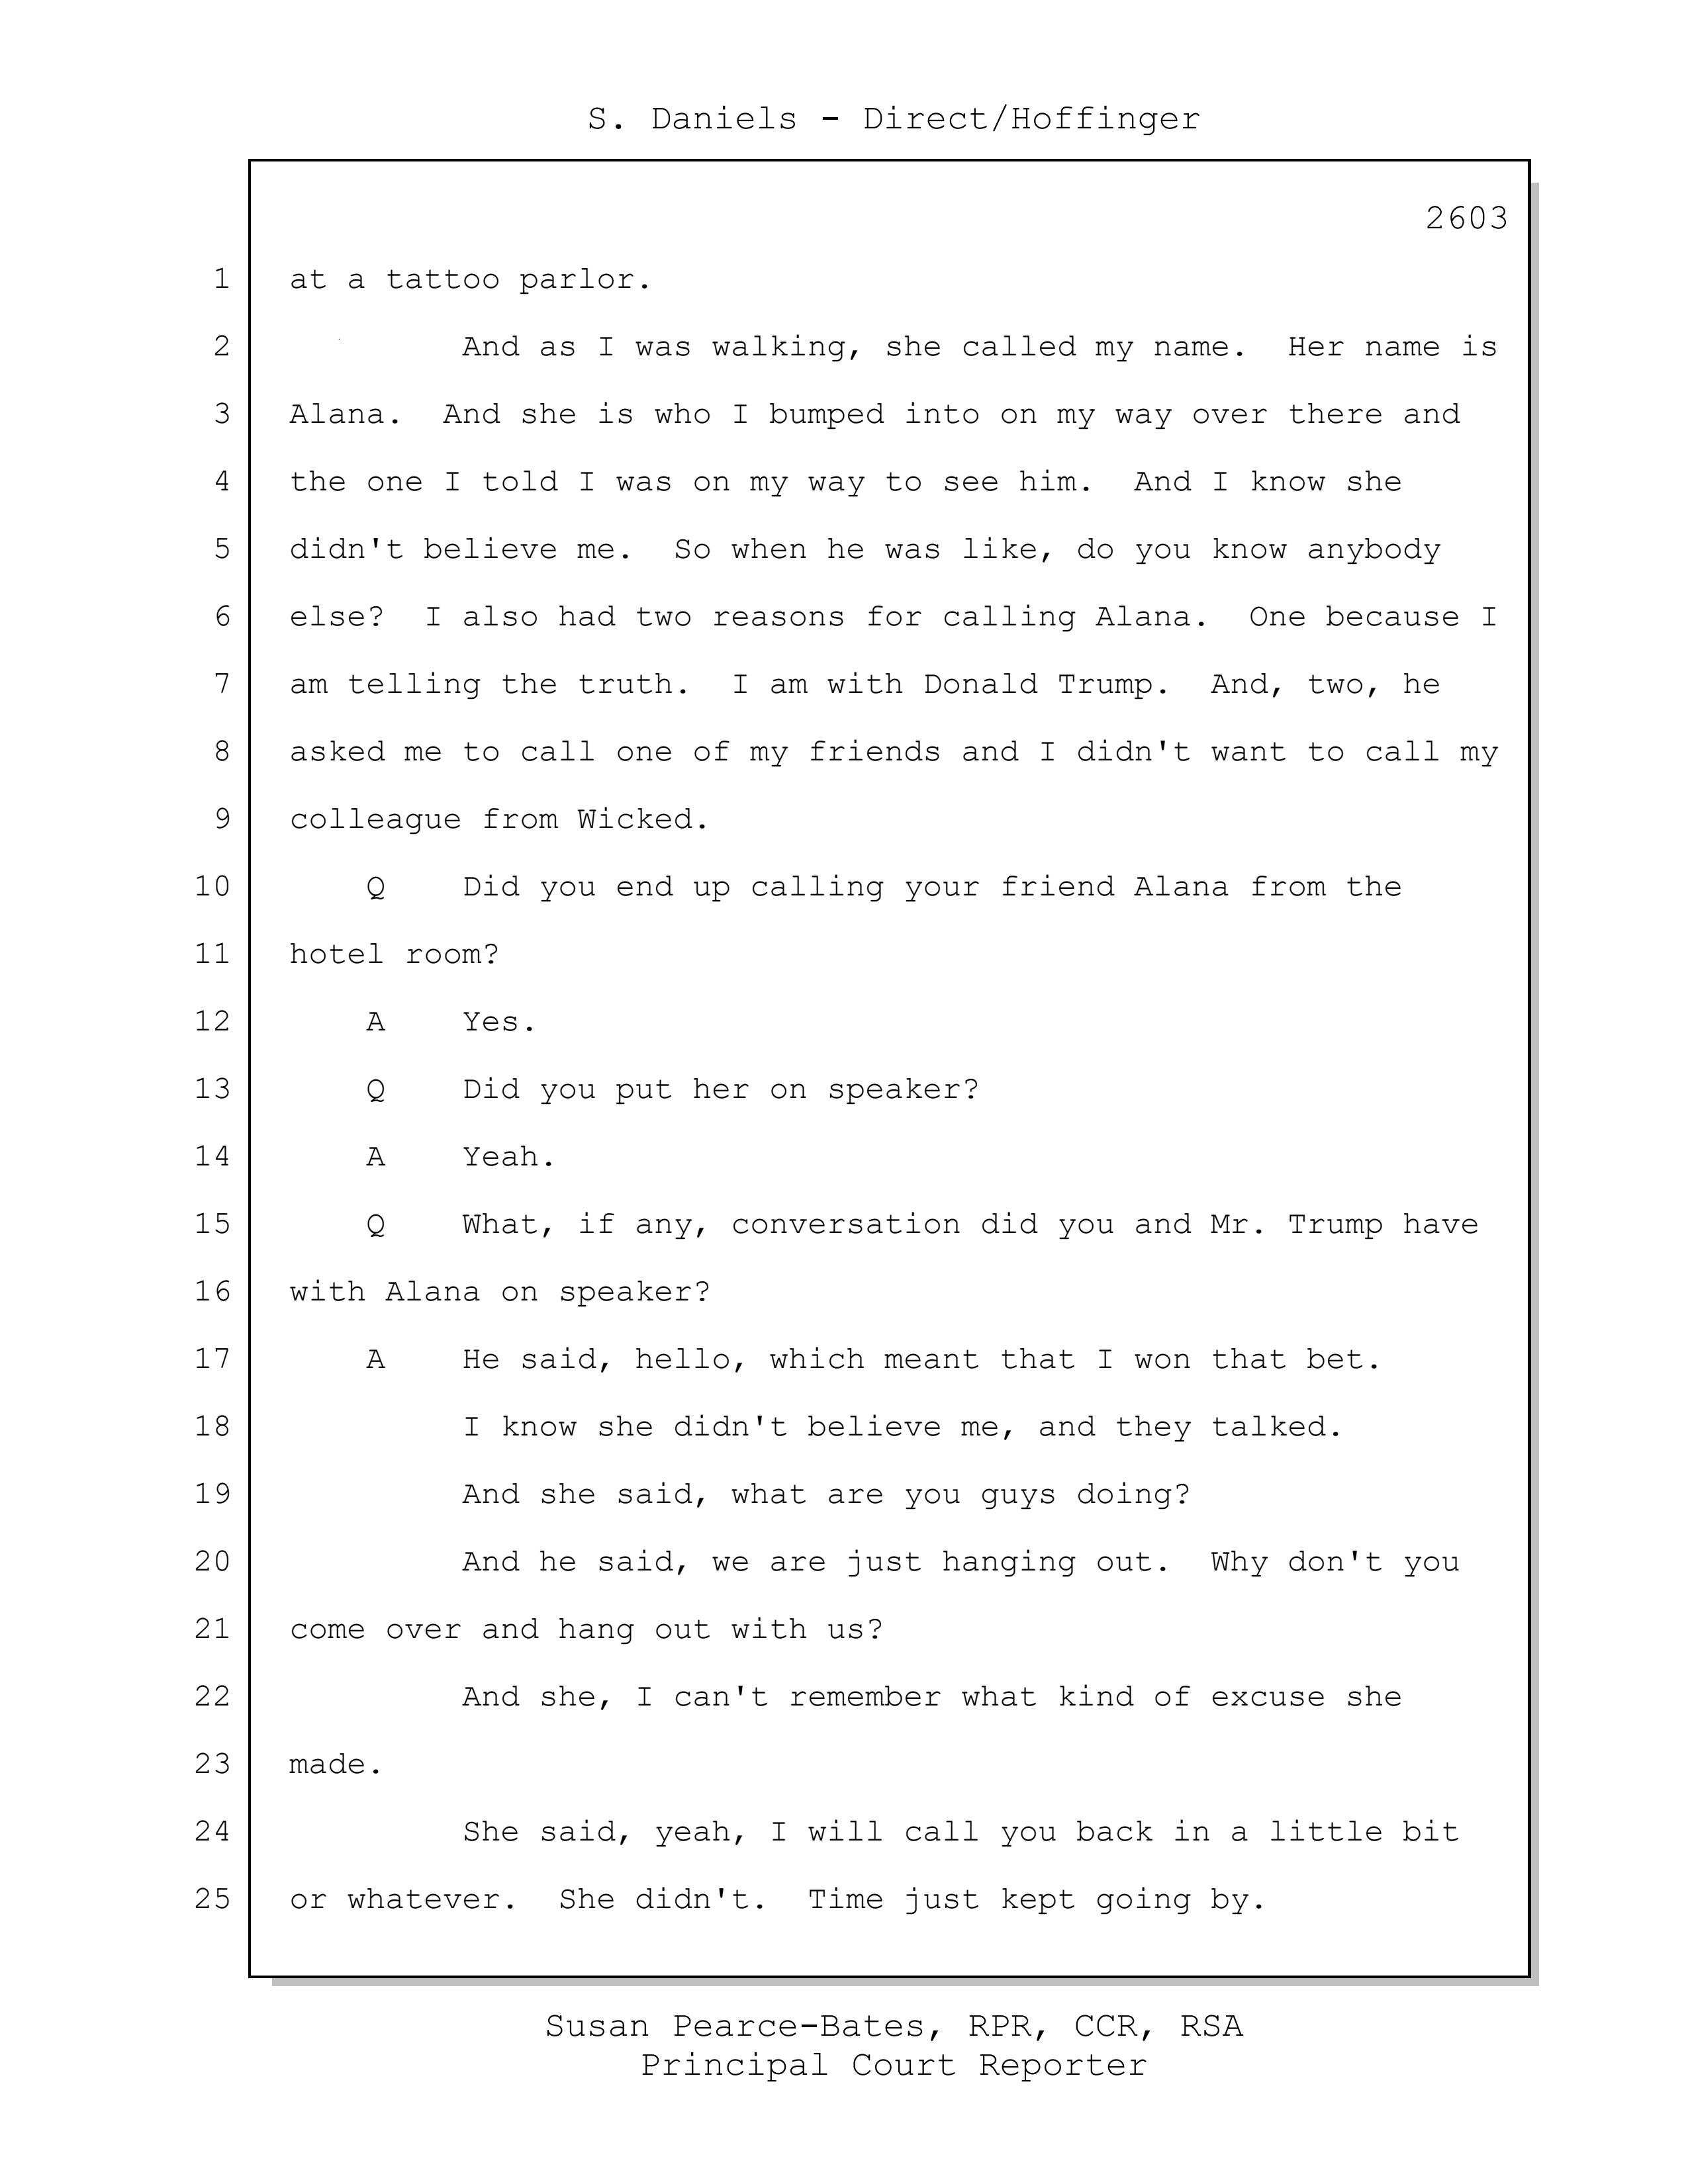 S. Daniels - Direct/Hoffinger
2603
1 at a tattoo parlor.
2 And as I was walking, she called my name. Her name is
3 Alana. And she is who I bumped into on my way over there and
4 the one I told I was on my way to see him. And I know she
5 didn't believe me. So when he was like, do you know anybody
6 else? I also had two reasons for calling Alana. One because I
7 am telling the truth. I am with Donald Trump. And, two, he
8 asked me to call one of my friends and I didn't want to call my
9 colleague from Wicked.
10 Q Did you end up calling your friend Alana from the
11 hotel room?
12 A Yes.
13 Q Did you put her on speaker?
14 A Yeah.
15 Q What, if any, conversation did you and Mr. Trump have
16 with Alana on speaker?
17 A He said, hello, which meant that I won that bet.
18 I know she didn't believe me, and they talked.
19 And she said, what are you guys doing?
20 And he said, we are just hanging out. Why don't you
21 come over and hang out with us?
22 And she, I can't remember what kind of excuse she
23 made.
24 She said, yeah, I will call you back in a little bit
25 or whatever. She didn't. Time just kept going by.
Susan Pearce-Bates, RPR, CCR, RSA
Principal Court Reporter